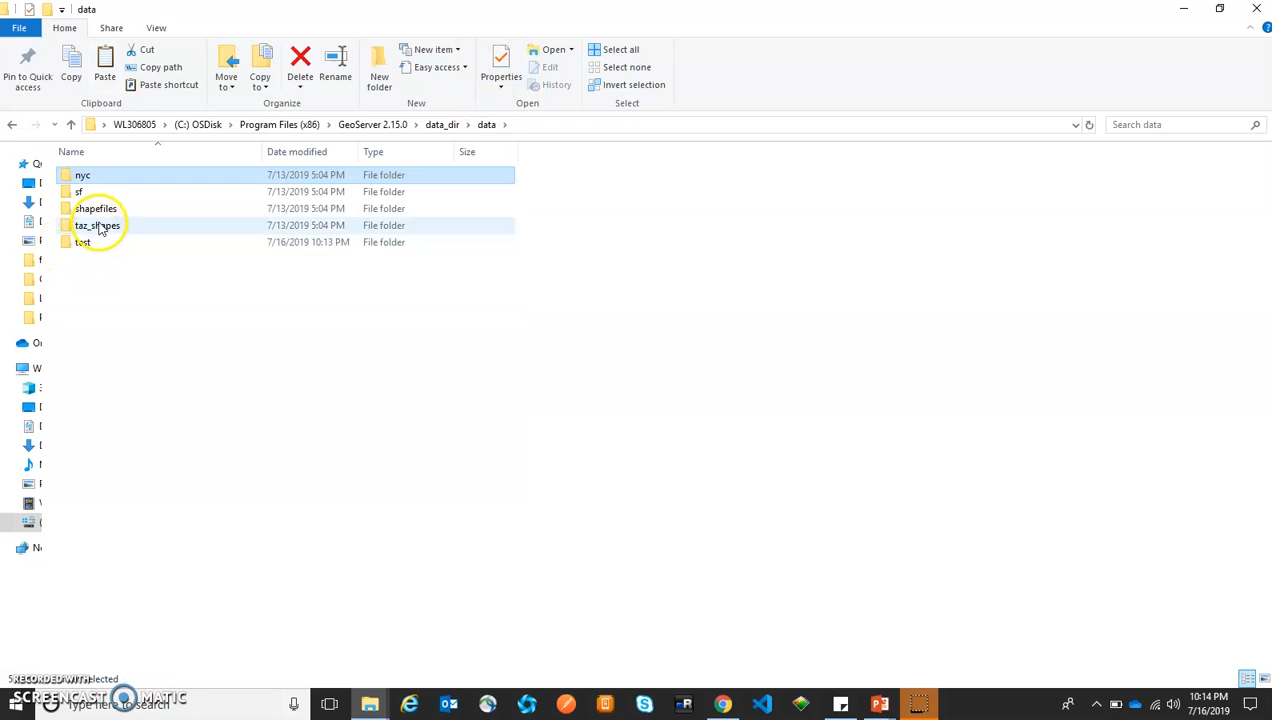 data
File Home Share View
Pin to Quick access
Copy
Paste
Cut
Copy path
Paste shortcut
Clipboard
Move to
Copy to
Delete
Rename
Organize
New folder
New item
Easy access
New
Properties
Open
Edit
History
Open
Select all
Select none
Invert selection
Select
WL306805 > (C:) OSDisk > Program Files (x86) > GeoServer 2.15.0 > data_dir > data >
Search data
Name Date modified Type Size
nyc 7/13/2019 5:04 PM File folder
sf 7/13/2019 5:04 PM File folder
shapefiles 7/13/2019 5:04 PM File folder
taz_shapes 7/13/2019 5:04 PM File folder
test 7/16/2019 10:13 PM File folder
RECORDED WITH
SCREENCAST MATIC
selected
Type here to search
10:14 PM
7/16/2019